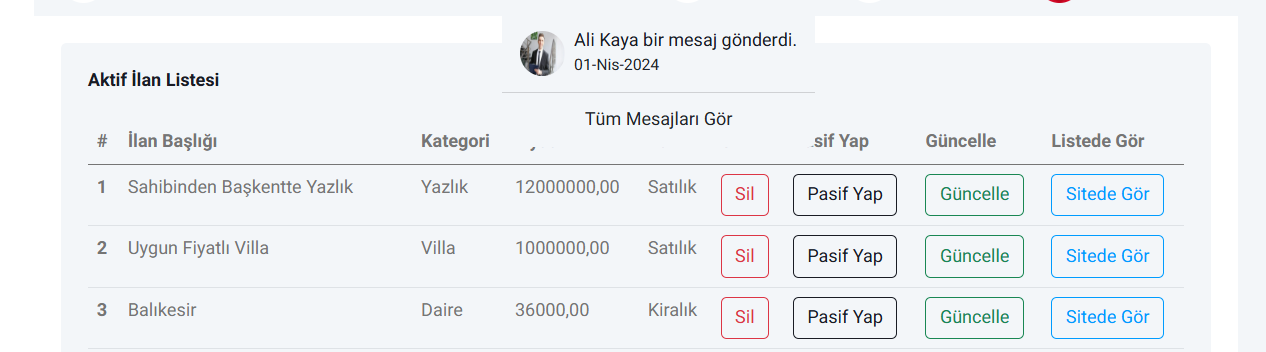 Ali Kaya bir mesaj gönderdi.
01-Nis-2024
Aktif İlan Listesi
Tüm Mesajları Gör
# İlan Başlığı Kategori Yap Güncelle Listede Gör
1 Sahibinden Başkentte Yazlık Yazlık 12000000,00 Satılık Sil Pasif Yap Güncelle Sitede Gör
2 Uygun Fiyatlı Villa Villa 1000000,00 Satılık Sil Pasif Yap Güncelle Sitede Gör
3 Balıkesir Daire 36000,00 Kiralık Sil Pasif Yap Güncelle Sitede Gör